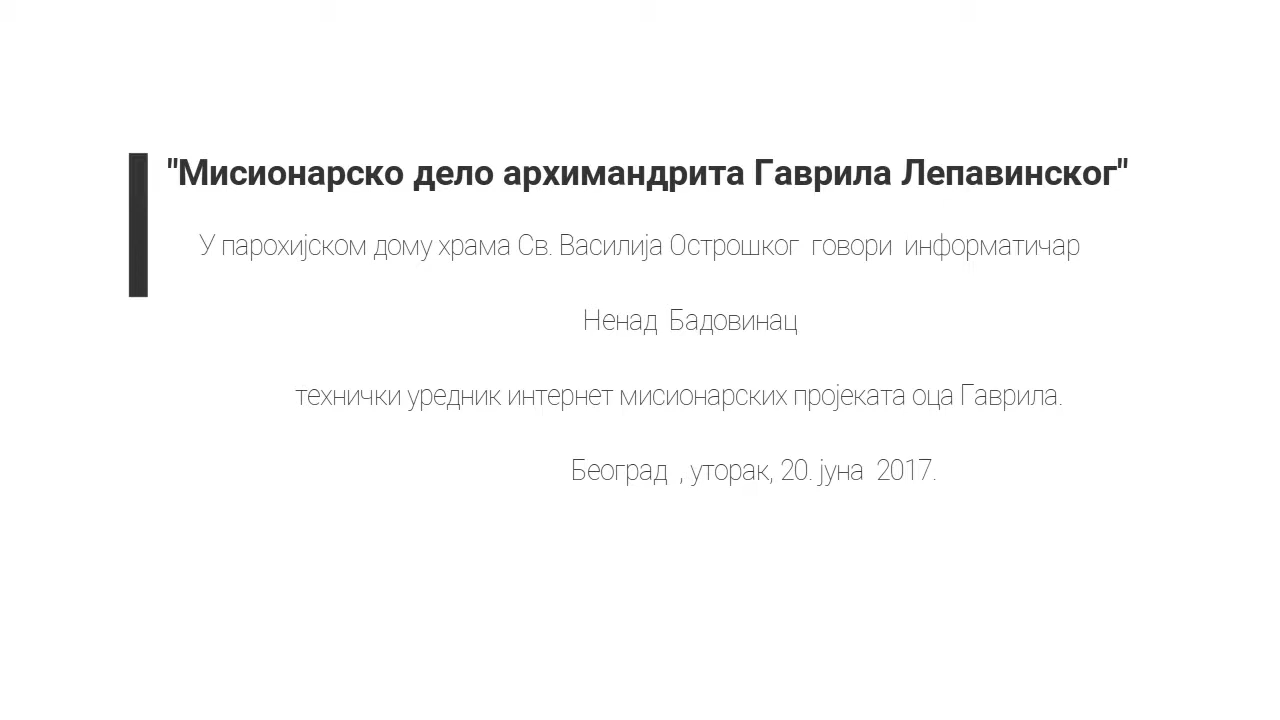 "Мисионарско дело архимандрита Гаврила Лепавинског"
У парохијском дому храма Св. Василија Острошког говори информатичар
Ненад Бадовинац
технички уредник интернет мисионарских пројеката оца Гаврила.
Београд , уторак, 20. јуна 2017.